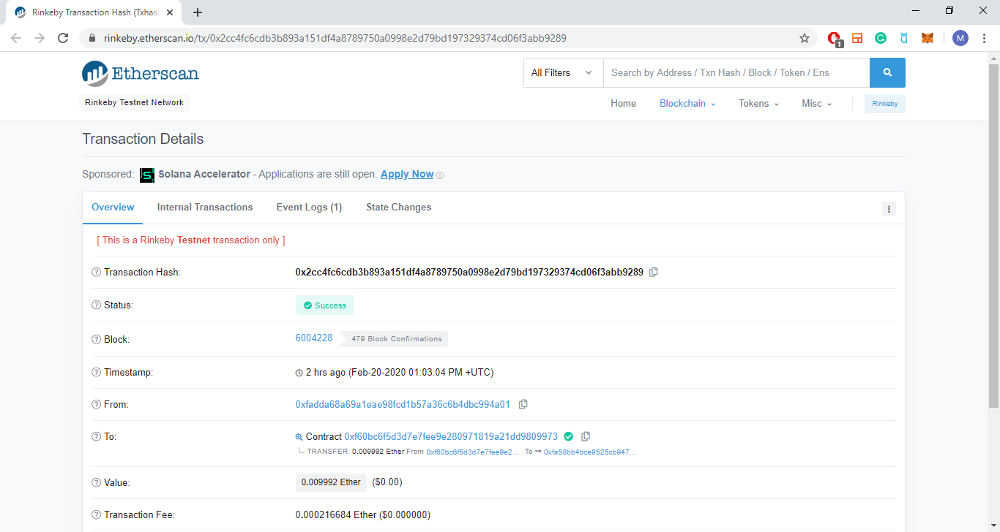 Rinkeby Transaction Hash (Txhas
rinkeby.etherscan.io/tx/0x2cc4fc6cdb3b893a151df4a8789750a0998e2d79bd197329374cd06f3abb9289
1
M
Etherscan
All Filters
Search by Address / Txn Hash / Block / Token / Ens
Rinkeby Testnet Network
Home Blockchain Tokens Misc Rinkeby
Transaction Details
Sponsored: Solana Accelerator - Applications are still open. Apply Now
Overview Internal Transactions Event Logs (1) State Changes
[ This is a Rinkeby Testnet transaction only ]
Transaction Hash: 0x2cc4fc6cdb3b893a151df4a8789750a0998e2d79bd197329374cd06f3abb9289
Status: Success
Block: 6004228 479 Block Confirmations
Timestamp: 2 hrs ago (Feb-20-2020 01:03:04 PM +UTC)
From: 0xfadda68a69a1eae98fcd1b57a36c6b4dbc994a01
To: Contract 0xf60bc6f5d3d7e7fee9e280971819a21dd9809973
TRANSFER 0.009992 Ether From 0xf60bc6f5d3d7e7fee9e2... To → 0xfa58bb4bce9525cb947...
Value: 0.009992 Ether ($0.00)
Transaction Fee: 0.000216684 Ether ($0.000000)